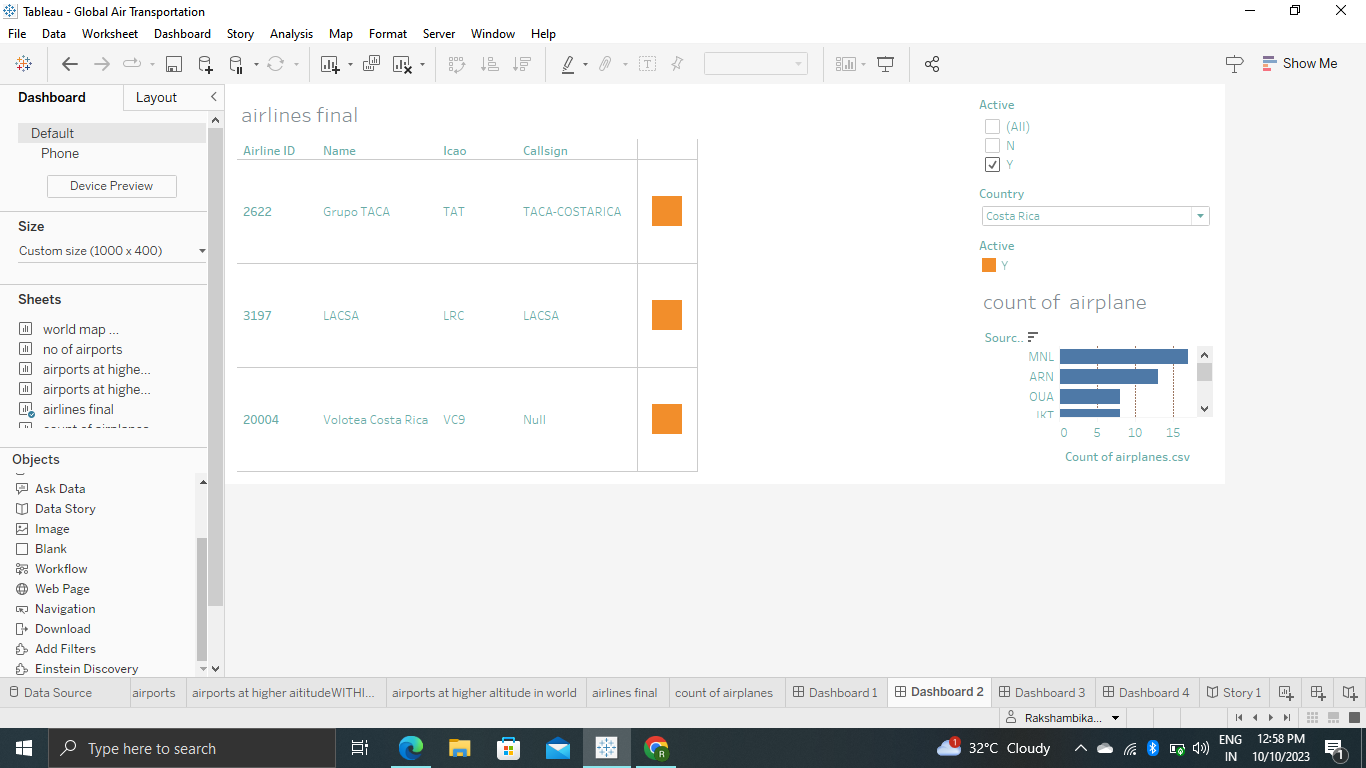 Tableau - Global Air Transportation
File Data Worksheet Dashboard Story Analysis Map Format Server Window Help
Show Me
Dashboard Layout
Default
Phone
Device Preview
Size
Custom size (1000 x 400)
Sheets
world map ...
no of airports
airports at highe...
airports at highe...
airlines final
count of airplanes
Objects
Ask Data
Data Story
Image
Blank
Workflow
Web Page
Navigation
Download
Add Filters
Einstein Discovery
airlines final
Airline ID Name Icao Callsign
2622 Grupo TACA TAT TACA-COSTARICA
3197 LACSA LRC LACSA
20004 Volotea Costa Rica VC9 Null
Active
(All)
N
Y
Country
Costa Rica
Active
Y
count of airplane
Sourc..
MNL
ARN
OUA
JKT
0 5 10 15
Count of airplanes.csv
Data Source airports airports at higher aititudeWITHI... airports at higher altitude in world airlines final count of airplanes Dashboard 1 Dashboard 2 Dashboard 3 Dashboard 4 Story 1
Rakshambika...
Type here to search
1
32°C Cloudy
ENG
IN
12:58 PM
10/10/2023
1